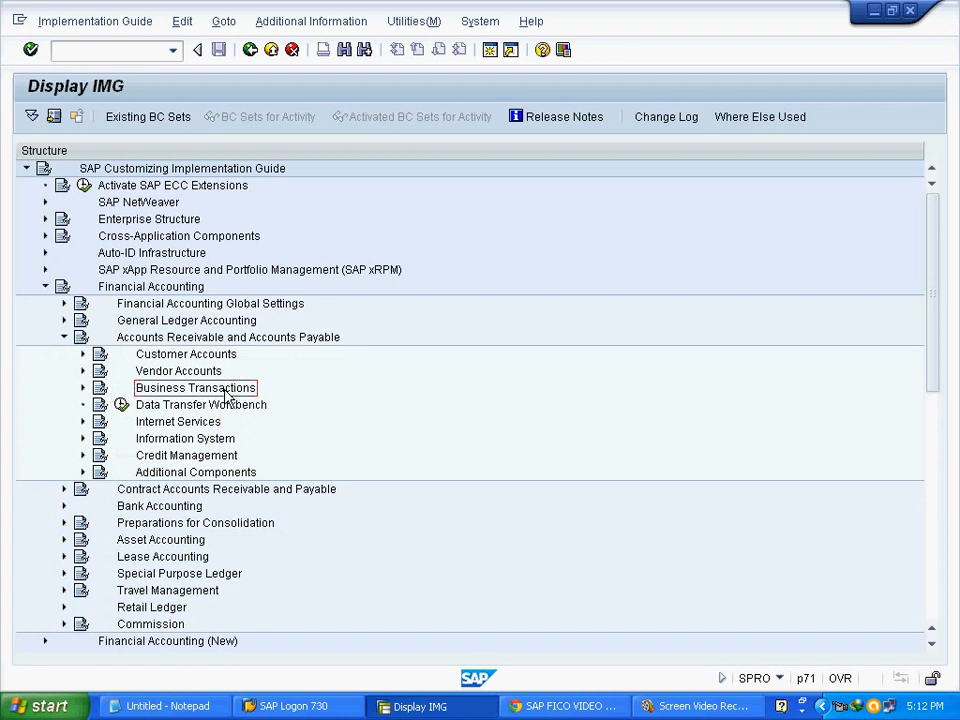 Implementation Guide Edit Goto Additional Information Utilities(M) System Help
Display IMG
Existing BC Sets BC Sets for Activity Activated BC Sets for Activity Release Notes Change Log Where Else Used
Structure
SAP Customizing Implementation Guide
Activate SAP ECC Extensions
SAP NetWeaver
Enterprise Structure
Cross-Application Components
Auto-ID Infrastructure
SAP xApp Resource and Portfolio Management (SAP xRPM)
Financial Accounting
Financial Accounting Global Settings
General Ledger Accounting
Accounts Receivable and Accounts Payable
Customer Accounts
Vendor Accounts
Business Transactions
Data Transfer Workbench
Internet Services
Information System
Credit Management
Additional Components
Contract Accounts Receivable and Payable
Bank Accounting
Preparations for Consolidation
Asset Accounting
Lease Accounting
Special Purpose Ledger
Travel Management
Retail Ledger
Commission
Financial Accounting (New)
SAP SPRO p71 OVR
start Untitled - Notepad SAP Logon 730 Display IMG SAP FICO VIDEO ... Screen Video Rec... 5:12 PM